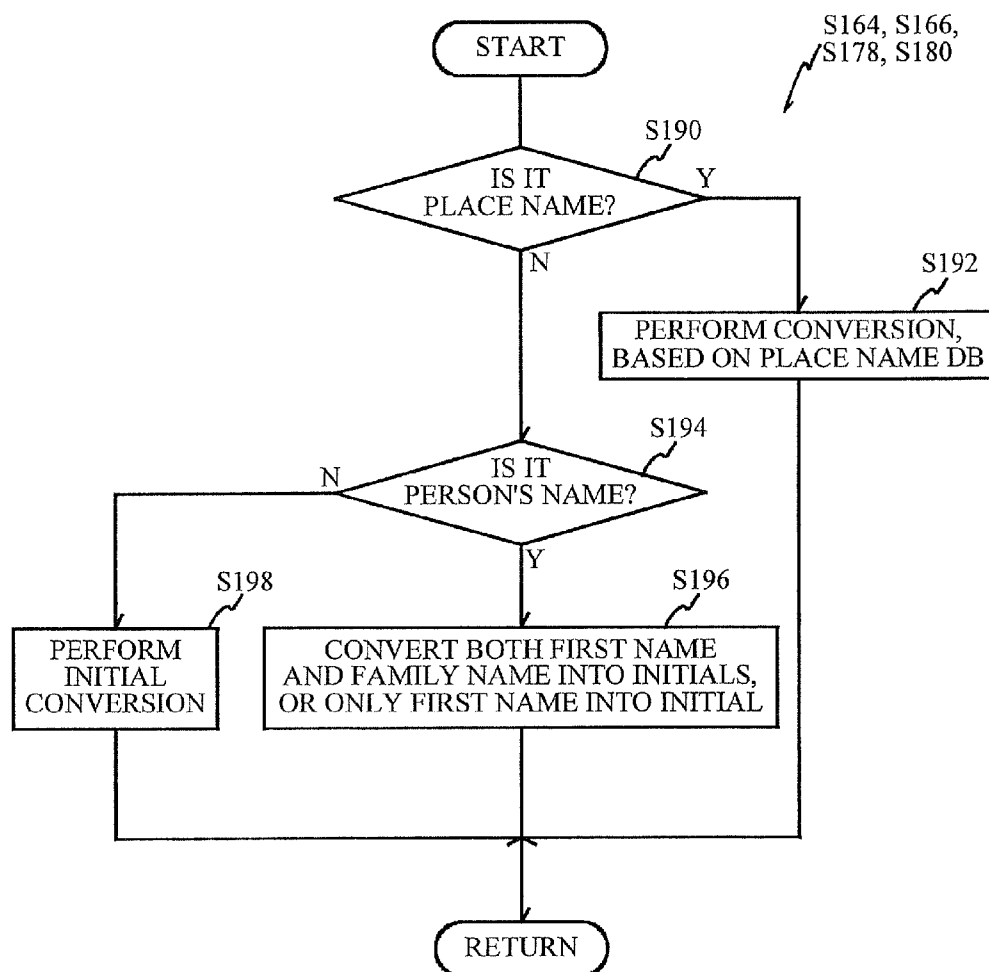 START
S164, S166,
S178, S180
S190
IS IT
PLACE NAME?
Y
N
S192
PERFORM CONVERSION,
BASED ON PLACE NAME DB
S194
IS IT
PERSON'S NAME?
N
Y
S198
PERFORM
INITIAL
CONVERSION
S196
CONVERT BOTH FIRST NAME
AND FAMILY NAME INTO INITIALS,
OR ONLY FIRST NAME INTO INITIAL
RETURN